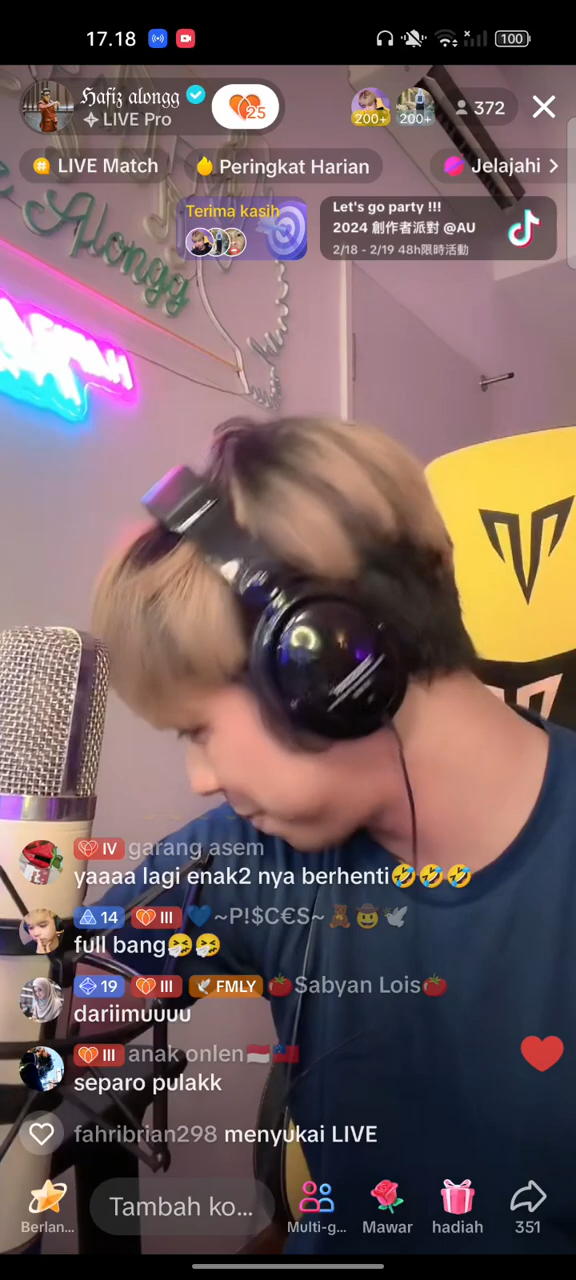 17.18
100
Hafiz alongg
LIVE Pro
25
200+
200+
372
LIVE Match
Peringkat Harian
Jelajahi
Terima kasih
Let's go party !!!
2024 創作者派對 @AU
2/18 - 2/19 48h限時活動
Alongg
IV garang asem
yaaaa lagi enak2 nya berhenti🤣🤣🤣
14 III 💙~P!$C€S~🧸🤠🕊
full bang🤧🤧
19 III FMLY 🍅Sabyan Lois🍅
dariimuuuu
III anak onlen🇮🇩🇹🇼
separo pulakk
fahribrian298 menyukai LIVE
Berlan...
Tambah ko...
Multi-g...
Mawar
hadiah
351